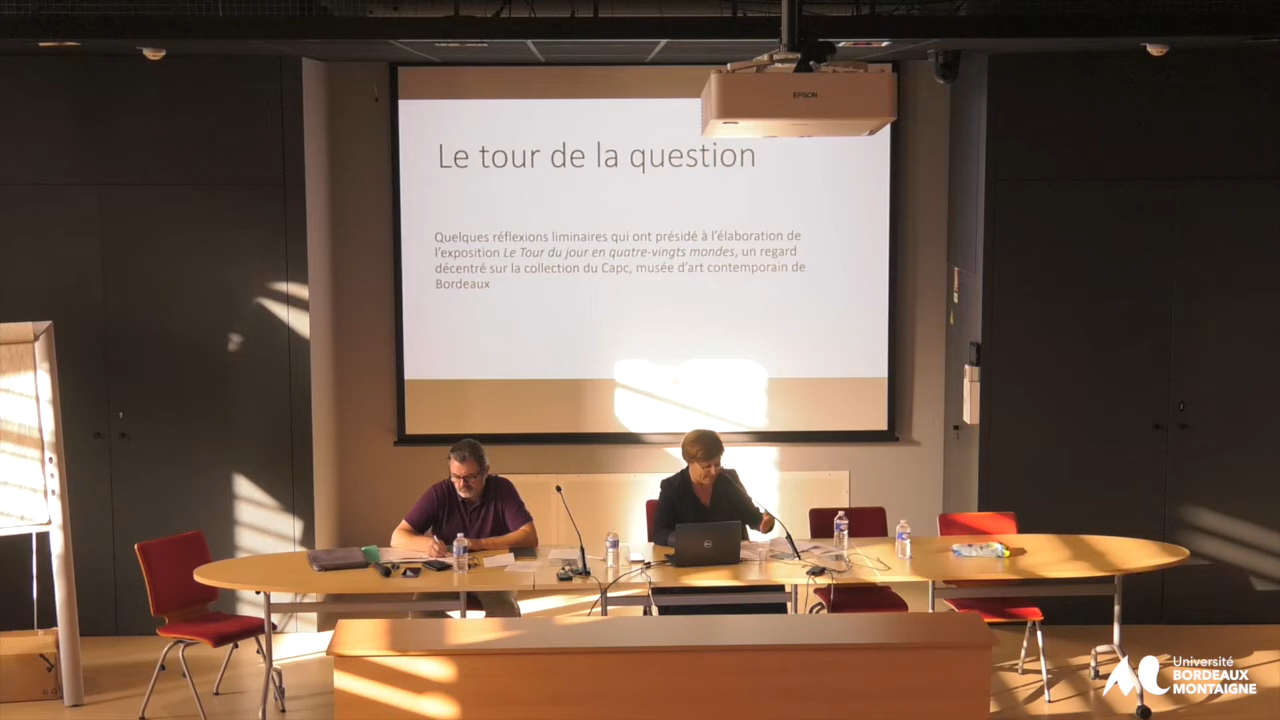 EPSON
Le tour de la question
Quelques réflexions liminaires qui ont présidé à l'élaboration de
l'exposition Le Tour du jour en quatre-vingts mondes, un regard
décentré sur la collection du Capc, musée d'art contemporain de
Bordeaux
DELL
Université
BORDEAUX
MONTAIGNE